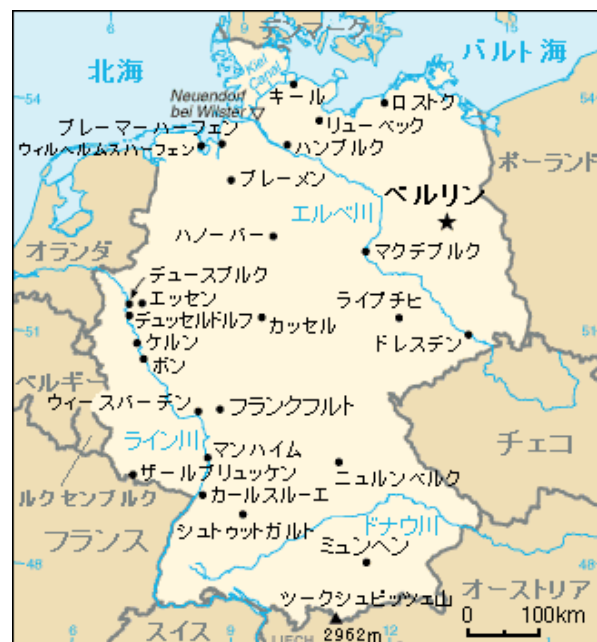 6
9
12
デンマーク
バルト海
北海
Kiel
Canal
キール
54
54
Neuendorf
bei Wilster
ロストク
リューベック
ブレーマーハーフェン
ウィルヘルムスハーフェン
ハンブルク
ポーランド
ブレーメン
ベルリン
エルベ川
ハノーバー
オランダ
マクデブルク
デュースブルク
エッセン
ライプチヒ
デュッセルドルフ
カッセル
51
51
ドレスデン
ケルン
ボン
ベルギー
ウィースバーデン
フランクフルト
チェコ
ライン川
マンハイム
ザールブリュッケン
ニュルンベルク
ルクセンブルク
カールスルーエ
シュトゥットガルト
ドナウ川
フランス
ミュンヘン
48
48
ツークシュピッツェ山
オーストリア
0 100km
6
スイス
9
LIECH
2962m
12